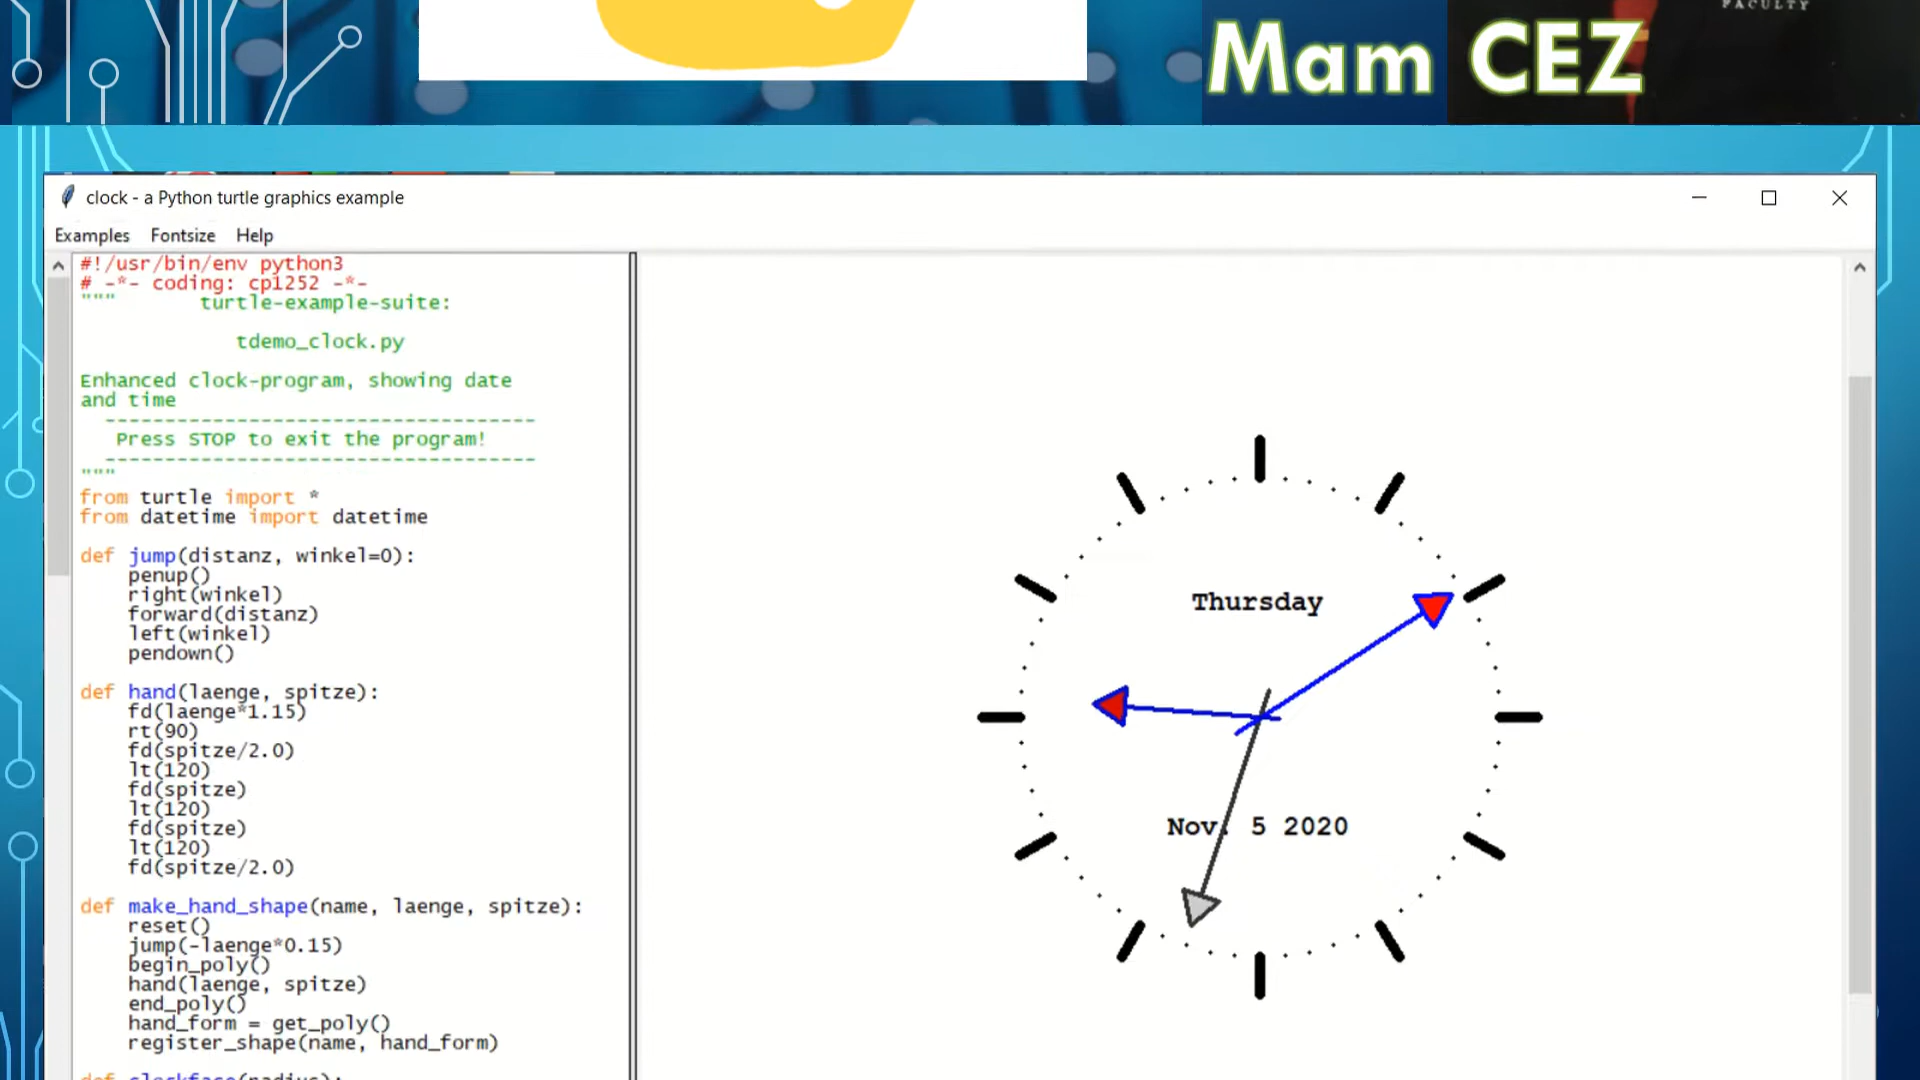 FACULTY
Mam CEZ
clock - a Python turtle graphics example
Examples Fontsize Help
#!/usr/bin/env python3
# -*- coding: cp1252 -*-
""" turtle-example-suite:
tdemo_clock.py
Enhanced clock-program, showing date
and time
------------------------------------
Press STOP to exit the program!
------------------------------------
"""
from turtle import *
from datetime import datetime
def jump(distanz, winkel=0):
penup()
right(winkel)
forward(distanz)
left(winkel)
pendown()
def hand(laenge, spitze):
fd(laenge*1.15)
rt(90)
fd(spitze/2.0)
lt(120)
fd(spitze)
lt(120)
fd(spitze)
lt(120)
fd(spitze/2.0)
def make_hand_shape(name, laenge, spitze):
reset()
jump(-laenge*0.15)
begin_poly()
hand(laenge, spitze)
end_poly()
hand_form = get_poly()
register_shape(name, hand_form)
def clockface(radius):
Thursday
Nov. 5 2020